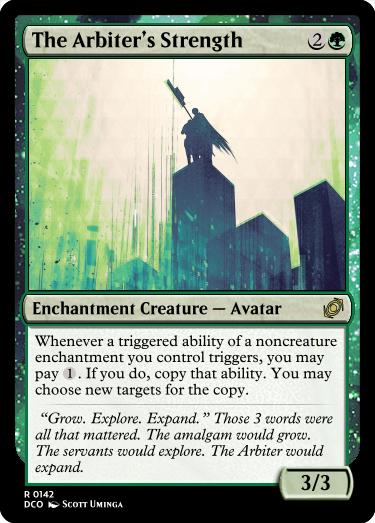 The Arbiter's Strength 2
Enchantment Creature — Avatar
Whenever a triggered ability of a noncreature
enchantment you control triggers, you may
pay 1. If you do, copy that ability. You may
choose new targets for the copy.
“Grow. Explore. Expand.” Those 3 words were
all that mattered. The amalgam would grow.
The servants would explore. The Arbiter would
expand.
3/3
R 0142
DCO Scott Uminga